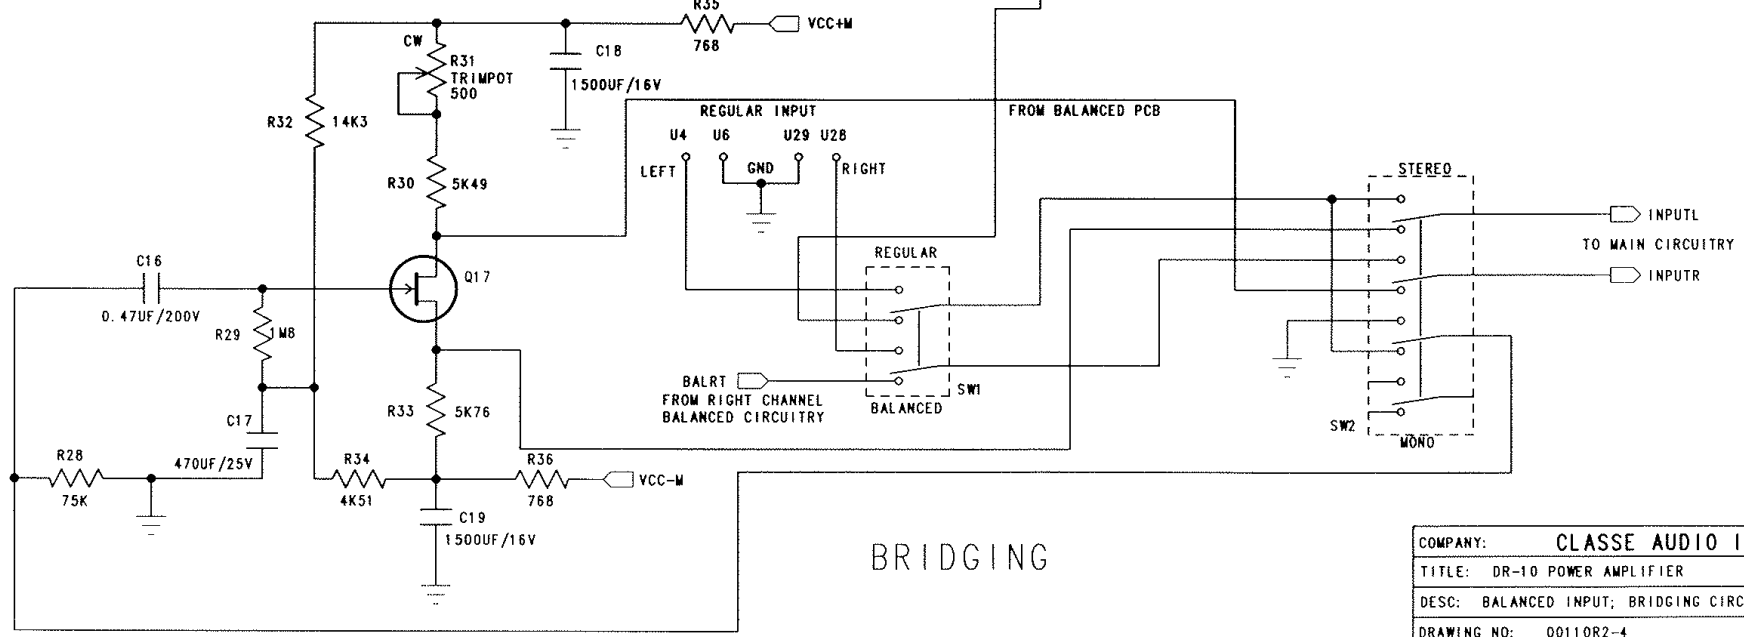 R35
VCC+M
768
CW
R31
TRIMPOT
500
C18
1500UF/16V
R32
14K3
REGULAR INPUT
FROM BALANCED PCB
U4
U6
U29
U28
LEFT
GND
RIGHT
R30
5K49
STEREO
INPUTL
TO MAIN CIRCUITRY
INPUTR
REGULAR
C16
Q17
0.47UF/200V
R29
1M8
BALRT
FROM RIGHT CHANNEL
BALANCED CIRCUITRY
SW1
BALANCED
R33
5K76
C17
470UF/25V
SW2
MONO
R28
75K
R34
4K51
R36
768
VCC-M
C19
1500UF/16V
BRIDGING
COMPANY: CLASSE AUDIO I
TITLE: DR-10 POWER AMPLIFIER
DESC: BALANCED INPUT; BRIDGING CIRC
DRAWING NO: 00110R2-4